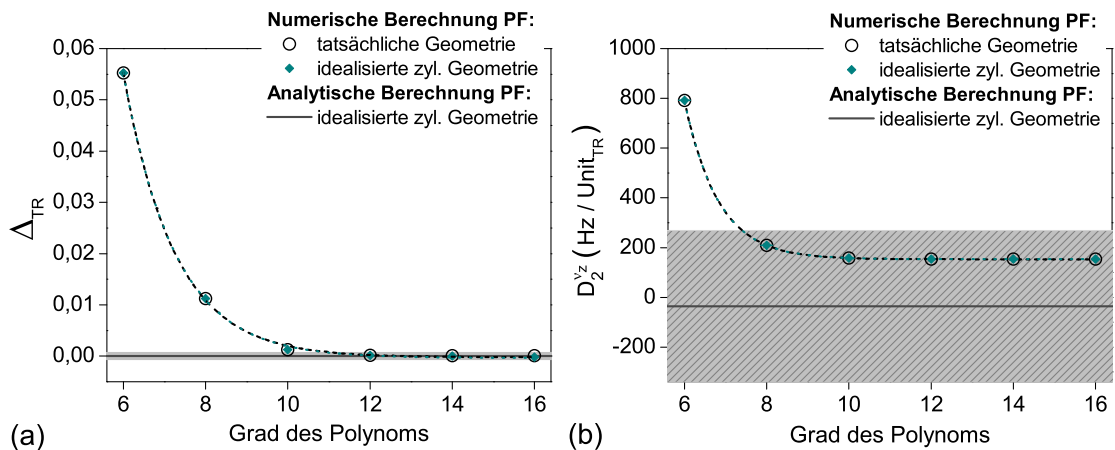 Numerische Berechnung PF:
tatsächliche Geometrie
idealisierte zyl. Geometrie
Analytische Berechnung PF:
idealisierte zyl. Geometrie
0,06
0,05
0,04
0,03
0,02
0,01
0,00
Δ_TR
6 8 10 12 14 16
Grad des Polynoms
(a)
Numerische Berechnung PF:
tatsächliche Geometrie
idealisierte zyl. Geometrie
Analytische Berechnung PF:
idealisierte zyl. Geometrie
1000
800
600
400
200
0
-200
D_2^νz ( Hz / Unit_TR )
6 8 10 12 14 16
Grad des Polynoms
(b)